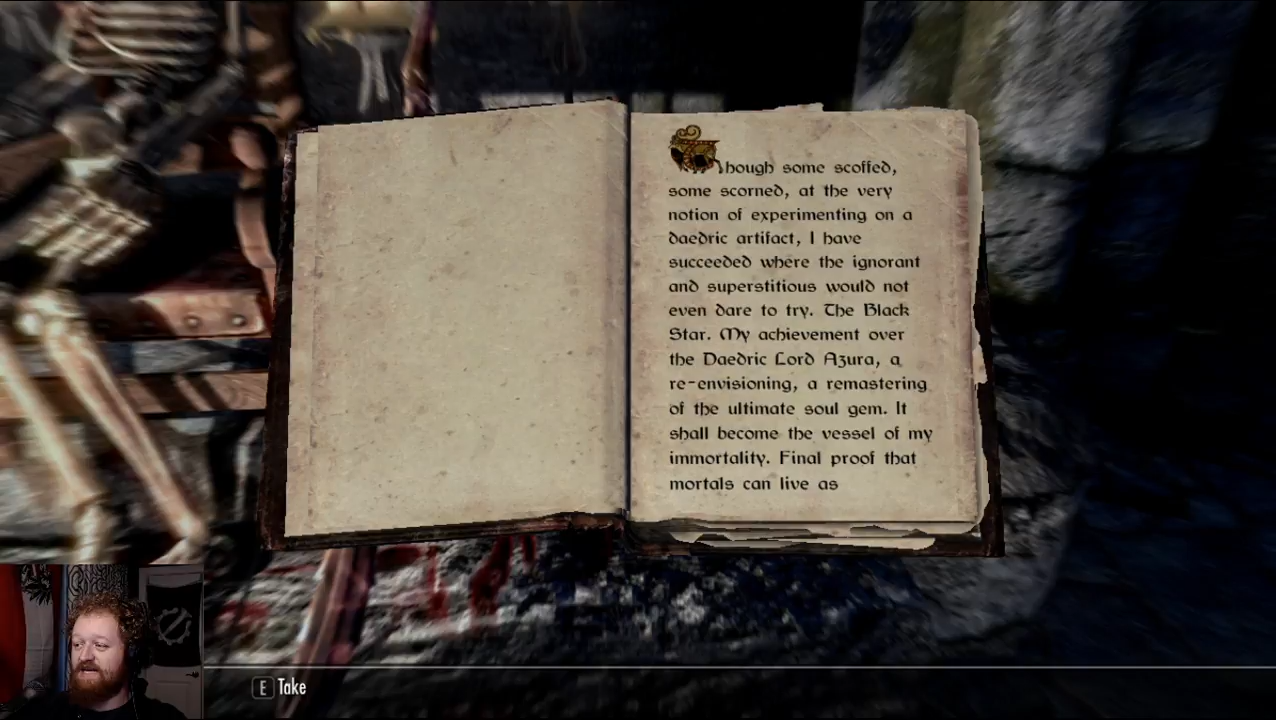 Though some scoffed,
some scorned, at the very
notion of experimenting on a
daedric artifact, I have
succeeded where the ignorant
and superstitious would not
even dare to try. The Black
Star. My achievement over
the Daedric Lord Azura, a
re-envisioning, a remastering
of the ultimate soul gem. It
shall become the vessel of my
immortality. Final proof that
mortals can live as
E Take